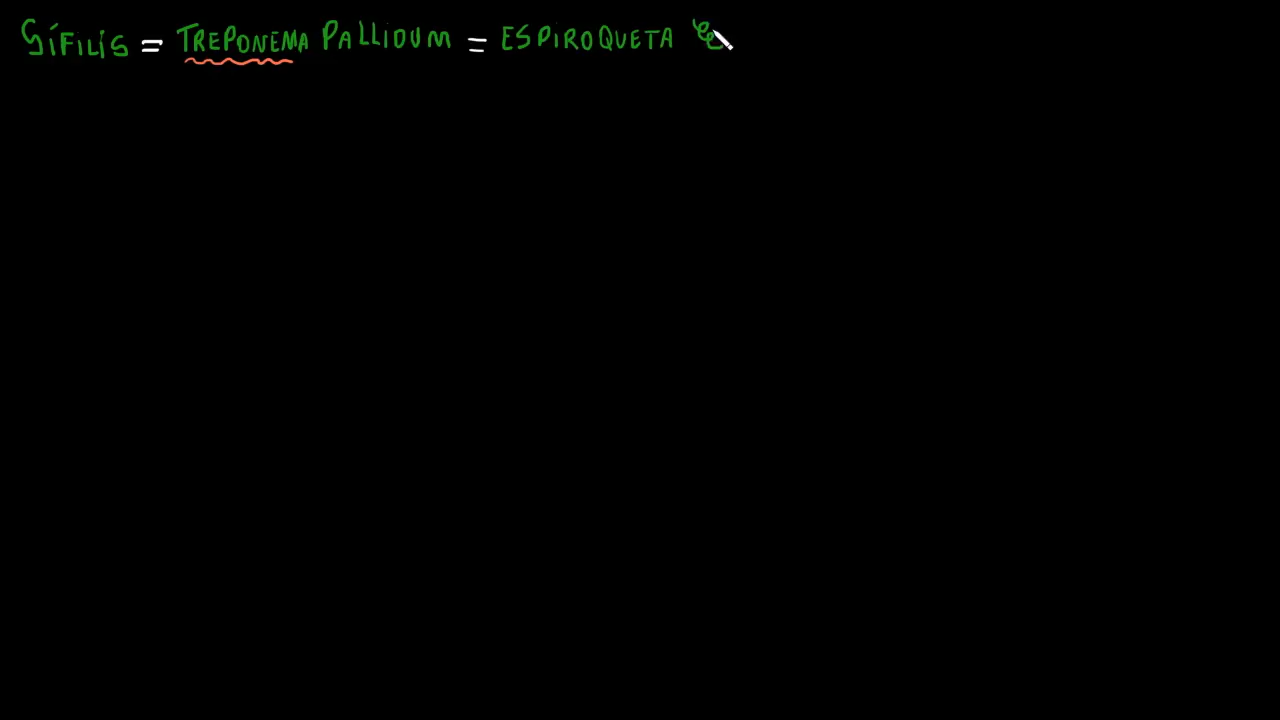 SÍFILIS = TREPONEMA PALLIDUM = ESPIROQUETA